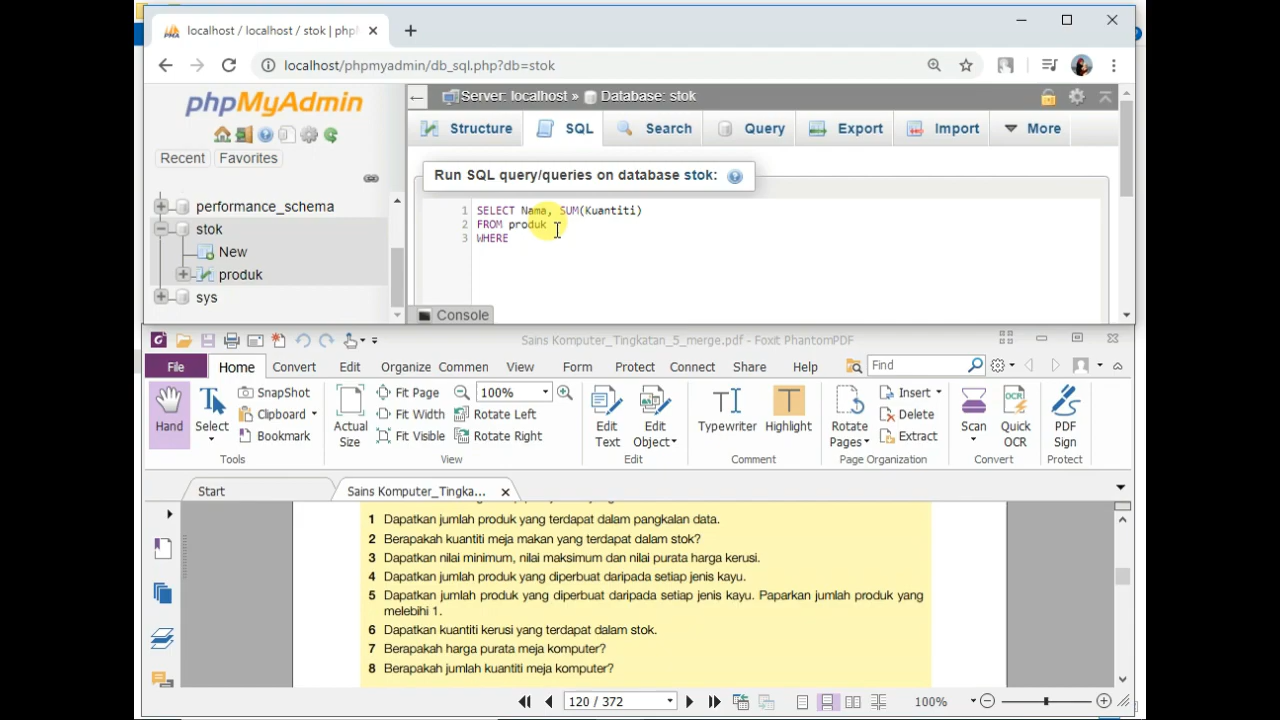 localhost / localhost / stok | php
localhost/phpmyadmin/db_sql.php?db=stok
phpMyAdmin
Recent
Favorites
performance_schema
stok
New
produk
sys
Server: localhost » Database: stok
Structure
SQL
Search
Query
Export
Import
More
Run SQL query/queries on database stok:
1 SELECT Nama, SUM(Kuantiti)
2 FROM produk
3 WHERE
Console
Sains Komputer_Tingkatan_5_merge.pdf - Foxit PhantomPDF
File Home Convert Edit Organize Commen View Form Protect Connect Share Help Find
Hand
Select
SnapShot
Clipboard
Bookmark
Tools
Actual Size
Fit Page
Fit Width
Fit Visible
100%
Rotate Left
Rotate Right
View
Edit Text
Edit Object
Edit
Typewriter
Highlight
Comment
Rotate Pages
Insert
Delete
Extract
Page Organization
Scan
Quick OCR
Convert
PDF Sign
Protect
Start
Sains Komputer_Tingka...
1 Dapatkan jumlah produk yang terdapat dalam pangkalan data.
2 Berapakah kuantiti meja makan yang terdapat dalam stok?
3 Dapatkan nilai minimum, nilai maksimum dan nilai purata harga kerusi.
4 Dapatkan jumlah produk yang diperbuat daripada setiap jenis kayu.
5 Dapatkan jumlah produk yang diperbuat daripada setiap jenis kayu. Paparkan jumlah produk yang
melebihi 1.
6 Dapatkan kuantiti kerusi yang terdapat dalam stok.
7 Berapakah harga purata meja komputer?
8 Berapakah jumlah kuantiti meja komputer?
120 / 372
100%